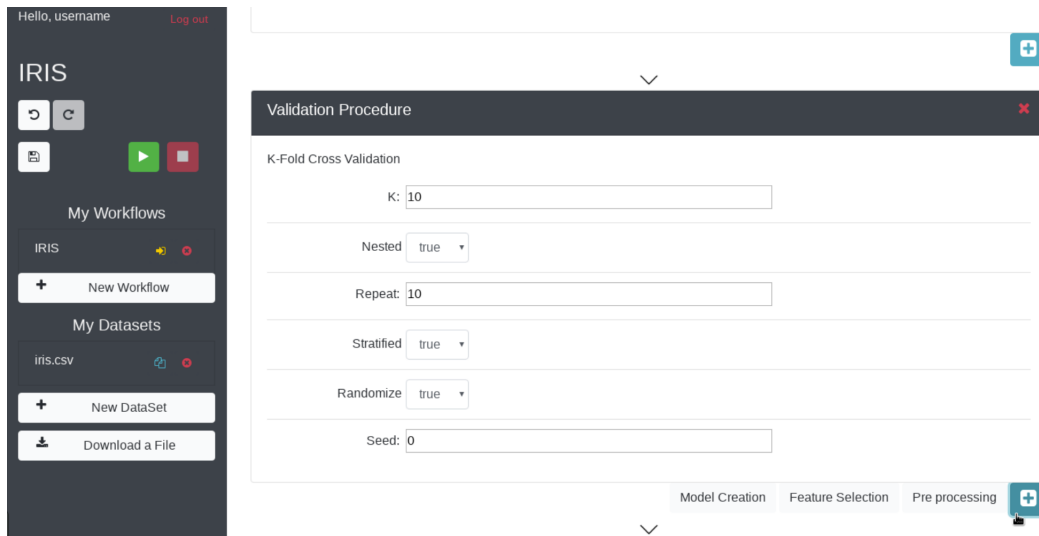 Hello, username
Log out
IRIS
My Workflows
IRIS
New Workflow
My Datasets
iris.csv
New DataSet
Download a File
Validation Procedure
K-Fold Cross Validation
K: 10
Nested true
Repeat: 10
Stratified true
Randomize true
Seed: 0
Model Creation Feature Selection Pre processing